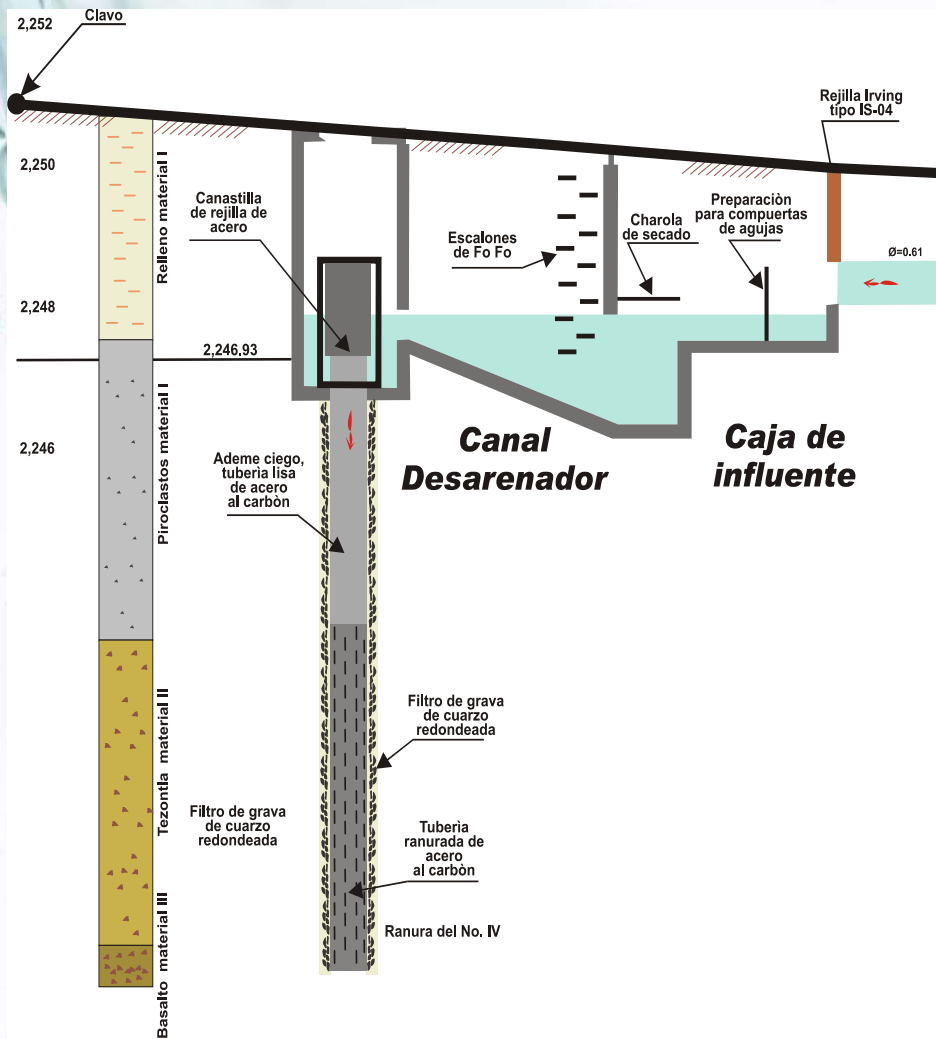 2,252
Clavo
Rejilla Irving
tipo IS-04
2,250
Relleno material I
Canastilla
de rejilla de
acero
Escalones
de Fo Fo
Charola
de secado
Preparaciòn
para compuertas
de agujas
Ø=0.61
2,248
2,246.93
2,246
Piroclastos material I
Canal
Desarenador
Caja de
influente
Ademe ciego,
tuberìa lisa
de acero
al carbòn
Tezontla material II
Filtro de grava
de cuarzo
redondeada
Filtro de grava
de cuarzo
redondeada
Tuberìa
ranurada de
acero
al carbòn
Ranura del No. IV
Basalto material III